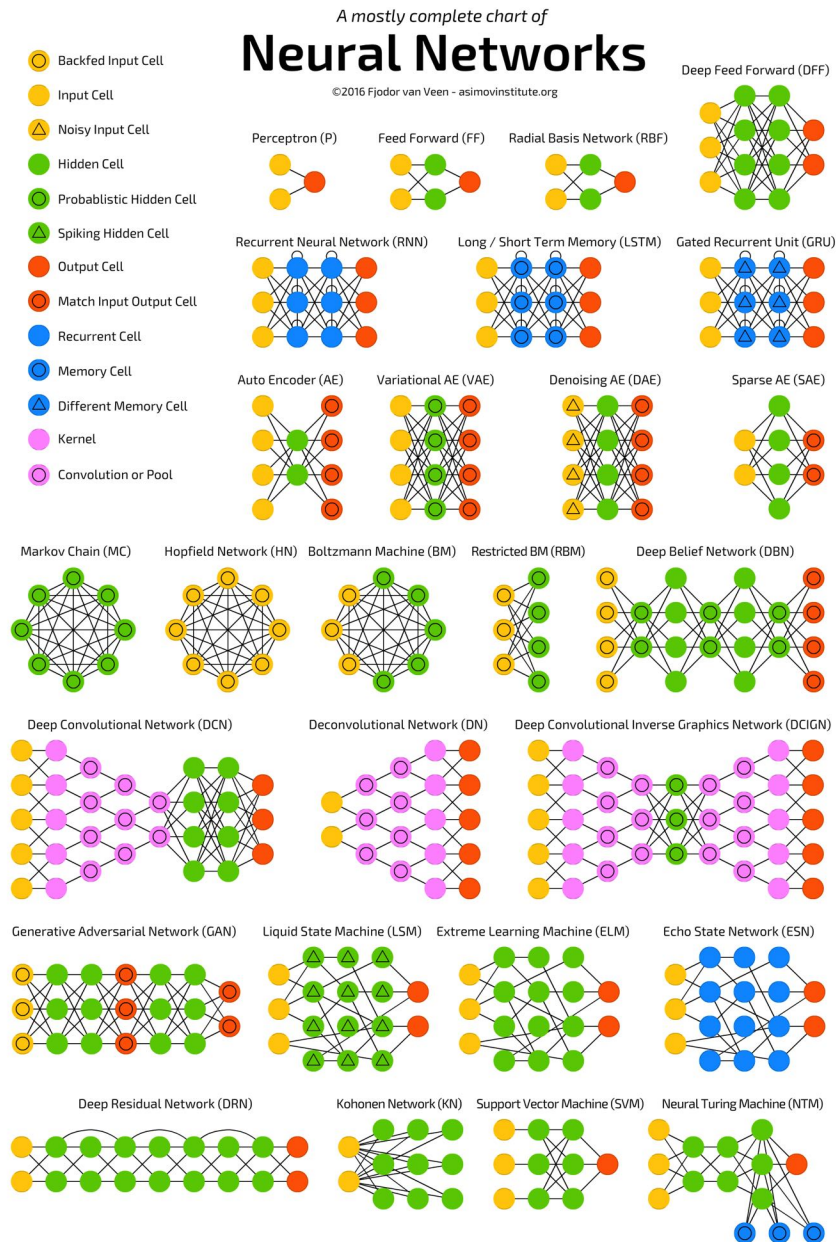 A mostly complete chart of
Neural Networks
©2016 Fjodor van Veen - asimovinstitute.org
Backfed Input Cell
Input Cell
Noisy Input Cell
Hidden Cell
Probablistic Hidden Cell
Spiking Hidden Cell
Output Cell
Match Input Output Cell
Recurrent Cell
Memory Cell
Different Memory Cell
Kernel
Convolution or Pool
Deep Feed Forward (DFF)
Perceptron (P)
Feed Forward (FF)
Radial Basis Network (RBF)
Recurrent Neural Network (RNN)
Long / Short Term Memory (LSTM)
Gated Recurrent Unit (GRU)
Auto Encoder (AE)
Variational AE (VAE)
Denoising AE (DAE)
Sparse AE (SAE)
Markov Chain (MC)
Hopfield Network (HN)
Boltzmann Machine (BM)
Restricted BM (RBM)
Deep Belief Network (DBN)
Deep Convolutional Network (DCN)
Deconvolutional Network (DN)
Deep Convolutional Inverse Graphics Network (DCIGN)
Generative Adversarial Network (GAN)
Liquid State Machine (LSM)
Extreme Learning Machine (ELM)
Echo State Network (ESN)
Deep Residual Network (DRN)
Kohonen Network (KN)
Support Vector Machine (SVM)
Neural Turing Machine (NTM)